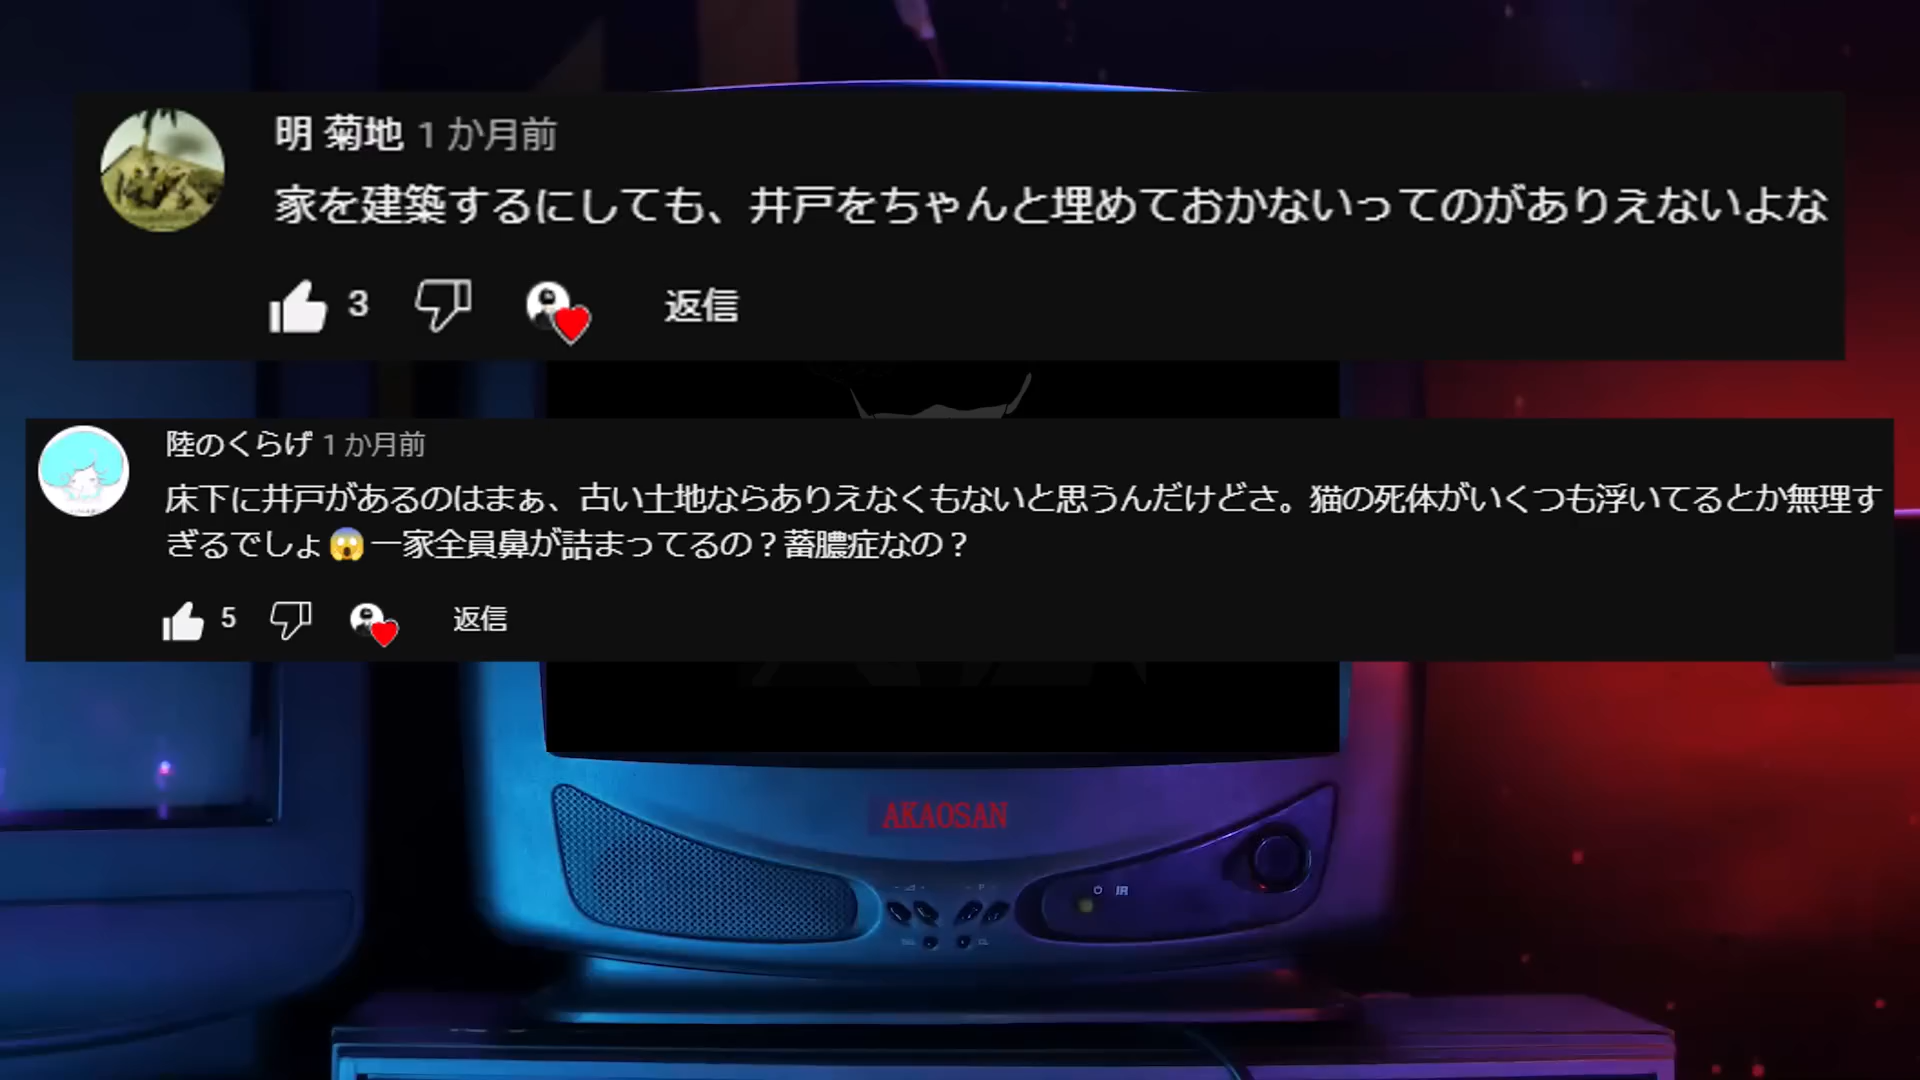 明 菊地 1 か月前
家を建築するにしても、井戸をちゃんと埋めておかないってのがありえないよな
3 返信
陸のくらげ 1 か月前
床下に井戸があるのはまぁ、古い土地ならありえなくもないと思うんだけどさ。猫の死体がいくつも浮いてるとか無理す
ぎるでしょ😱一家全員鼻が詰まってるの？蓄膿症なの？
5 返信
AKAOSAN